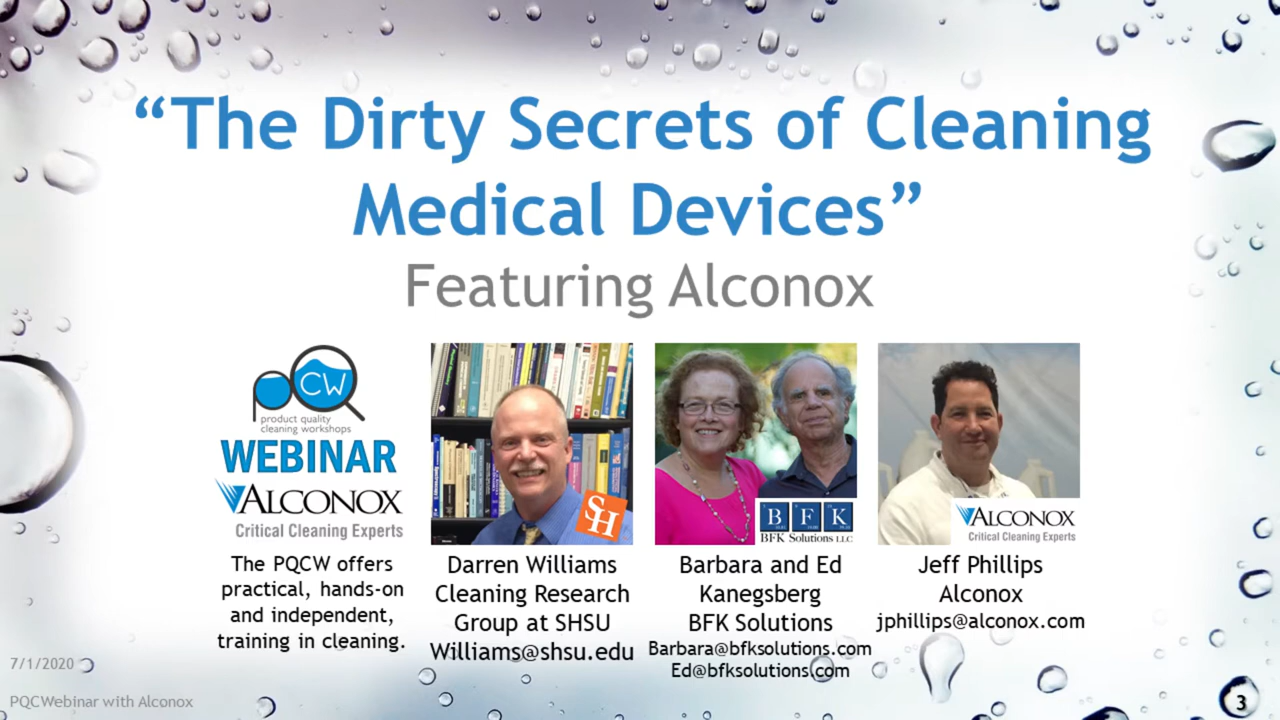 “The Dirty Secrets of Cleaning
Medical Devices”
Featuring Alconox
CW
product quality
cleaning workshops
WEBINAR
ALCONOX
Critical Cleaning Experts
The PQCW offers
practical, hands-on
and independent,
training in cleaning.
SH
Darren Williams
Cleaning Research
Group at SHSU
Williams@shsu.edu
B F K
BFK Solutions LLC
Barbara and Ed
Kanegsberg
BFK Solutions
Barbara@bfksolutions.com
Ed@bfksolutions.com
ALCONOX
Critical Cleaning Experts
Jeff Phillips
Alconox
jphillips@alconox.com
7/1/2020
PQCWebinar with Alconox
3